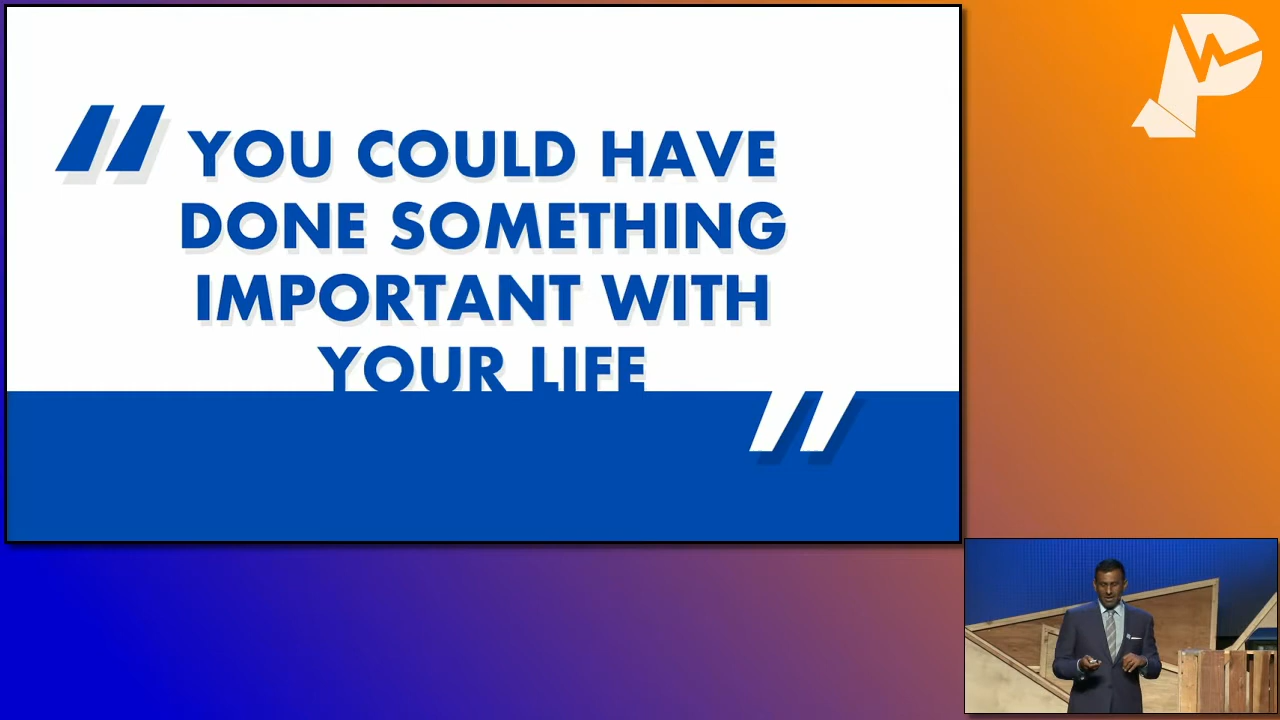 "YOU COULD HAVE
DONE SOMETHING
IMPORTANT WITH
YOUR LIFE"